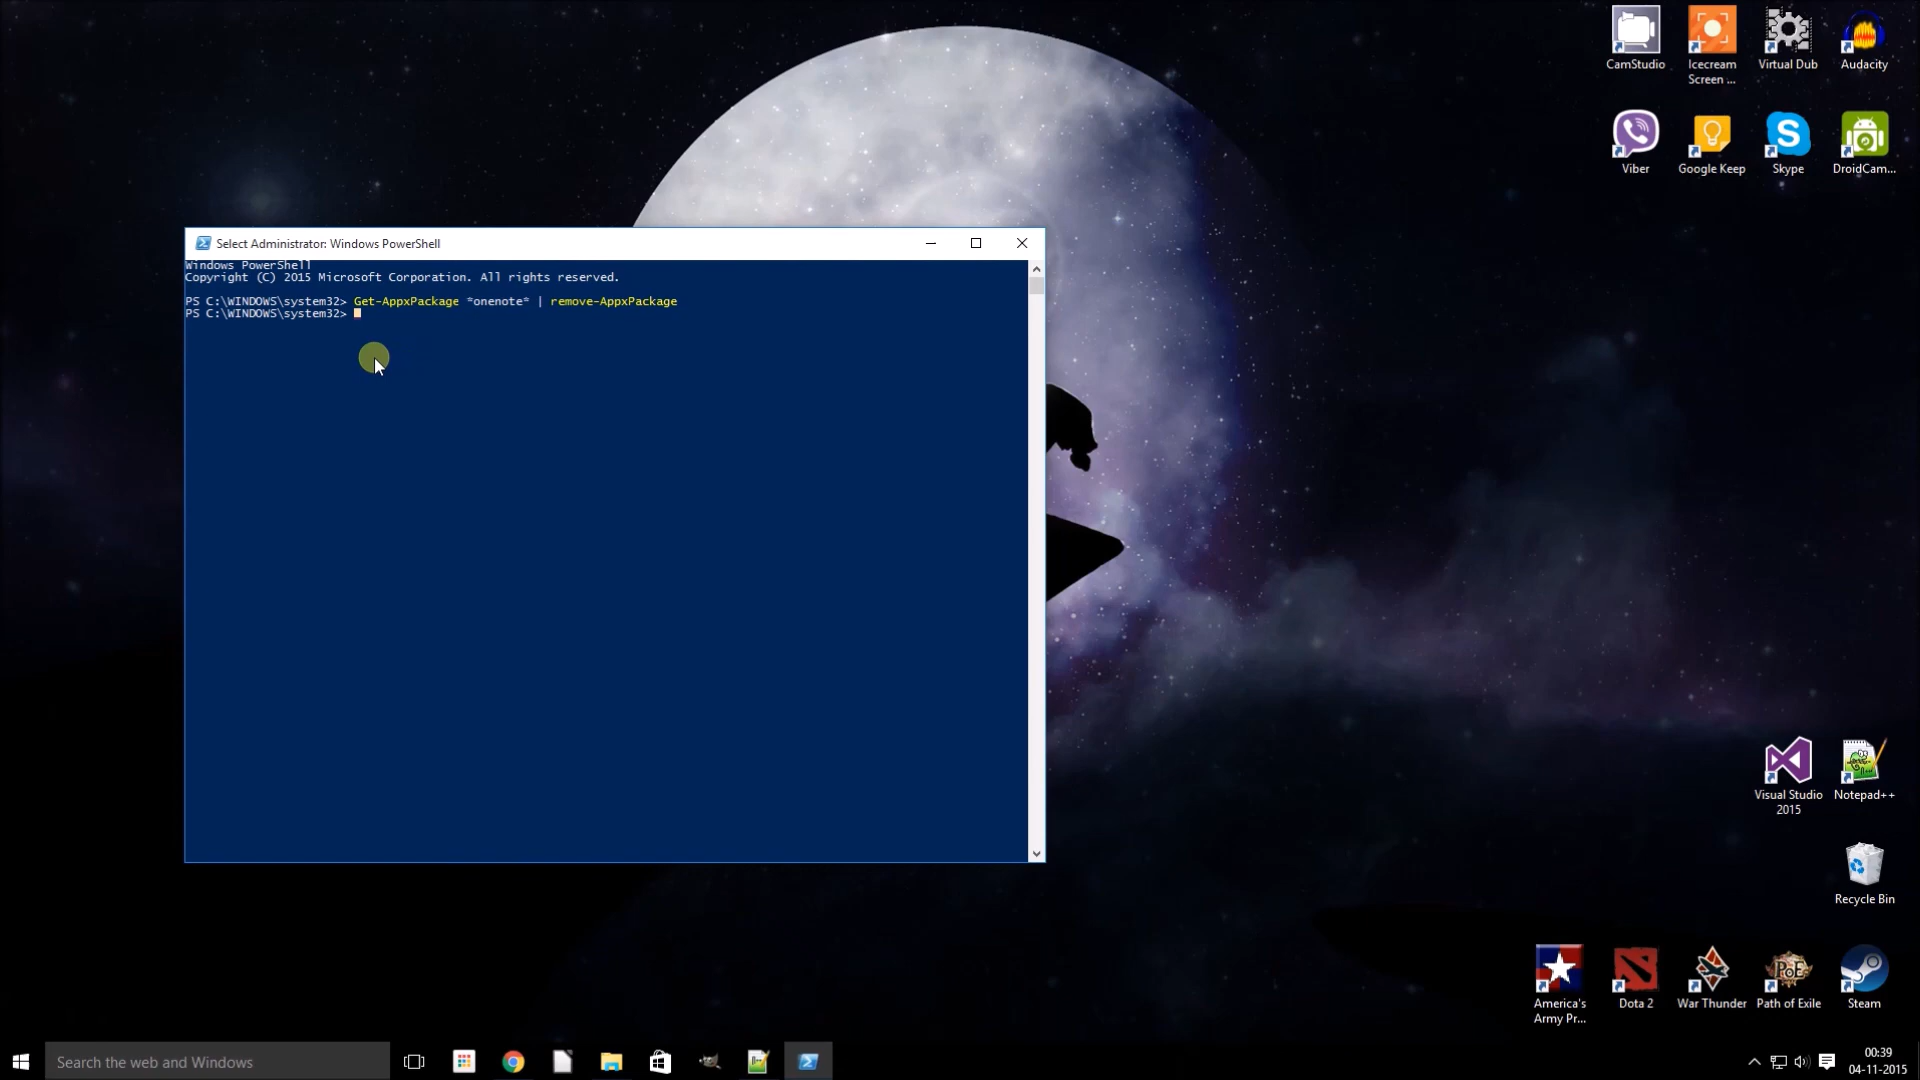 CamStudio
Icecream
Screen ...
Virtual Dub
Audacity
Viber
Google Keep
Skype
DroidCam...
Select Administrator: Windows PowerShell
Windows PowerShell
Copyright (C) 2015 Microsoft Corporation. All rights reserved.
PS C:\WINDOWS\system32> Get-AppxPackage *onenote* | remove-AppxPackage
PS C:\WINDOWS\system32>
Visual Studio
2015
Notepad++
Recycle Bin
America's
Army Pr...
Dota 2
War Thunder
Path of Exile
Steam
Search the web and Windows
00:39
04-11-2015